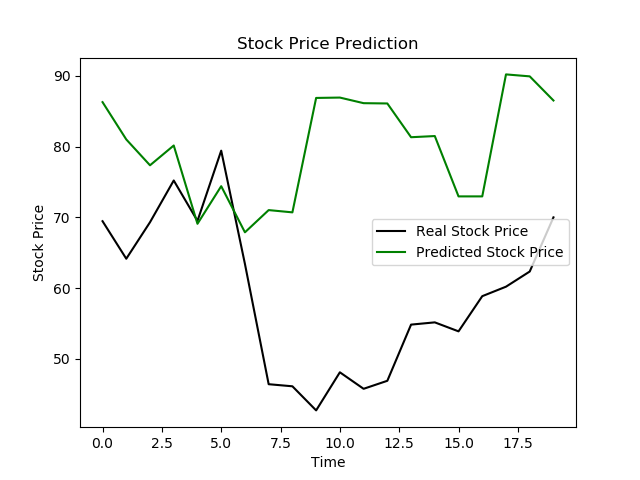 Stock Price Prediction
90
80
70
60
50
Stock Price
Real Stock Price
Predicted Stock Price
0.0 2.5 5.0 7.5 10.0 12.5 15.0 17.5
Time